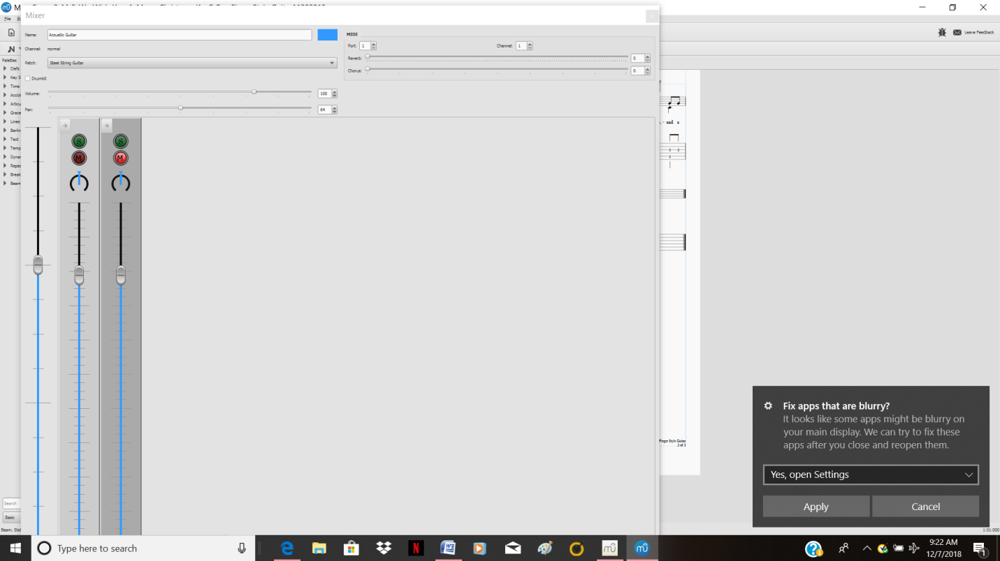 Mixer
File
Leave Feedback
Name:
Acoustic Guitar
MIDI
Channel:
normal
Port:
1
Channel:
1
Patch:
Steel String Guitar
Reverb:
0
Drumkit
Chorus:
0
Volume:
100
Pan:
64
S
S
M
M
Palettes
Clefs
Key S
Time
Accid
Articu
Grace
Lines
Barlin
Text
Temp
Dyna
Repea
Break
Beam
and a
Finger Style Guitar
2 of 2
Search
Basic
1:01:000
Fix apps that are blurry?
It looks like some apps might be blurry on
your main display. We can try to fix these
apps after you close and reopen them.
Yes, open Settings
Apply
Cancel
Type here to search
9:22 AM
12/7/2018
1